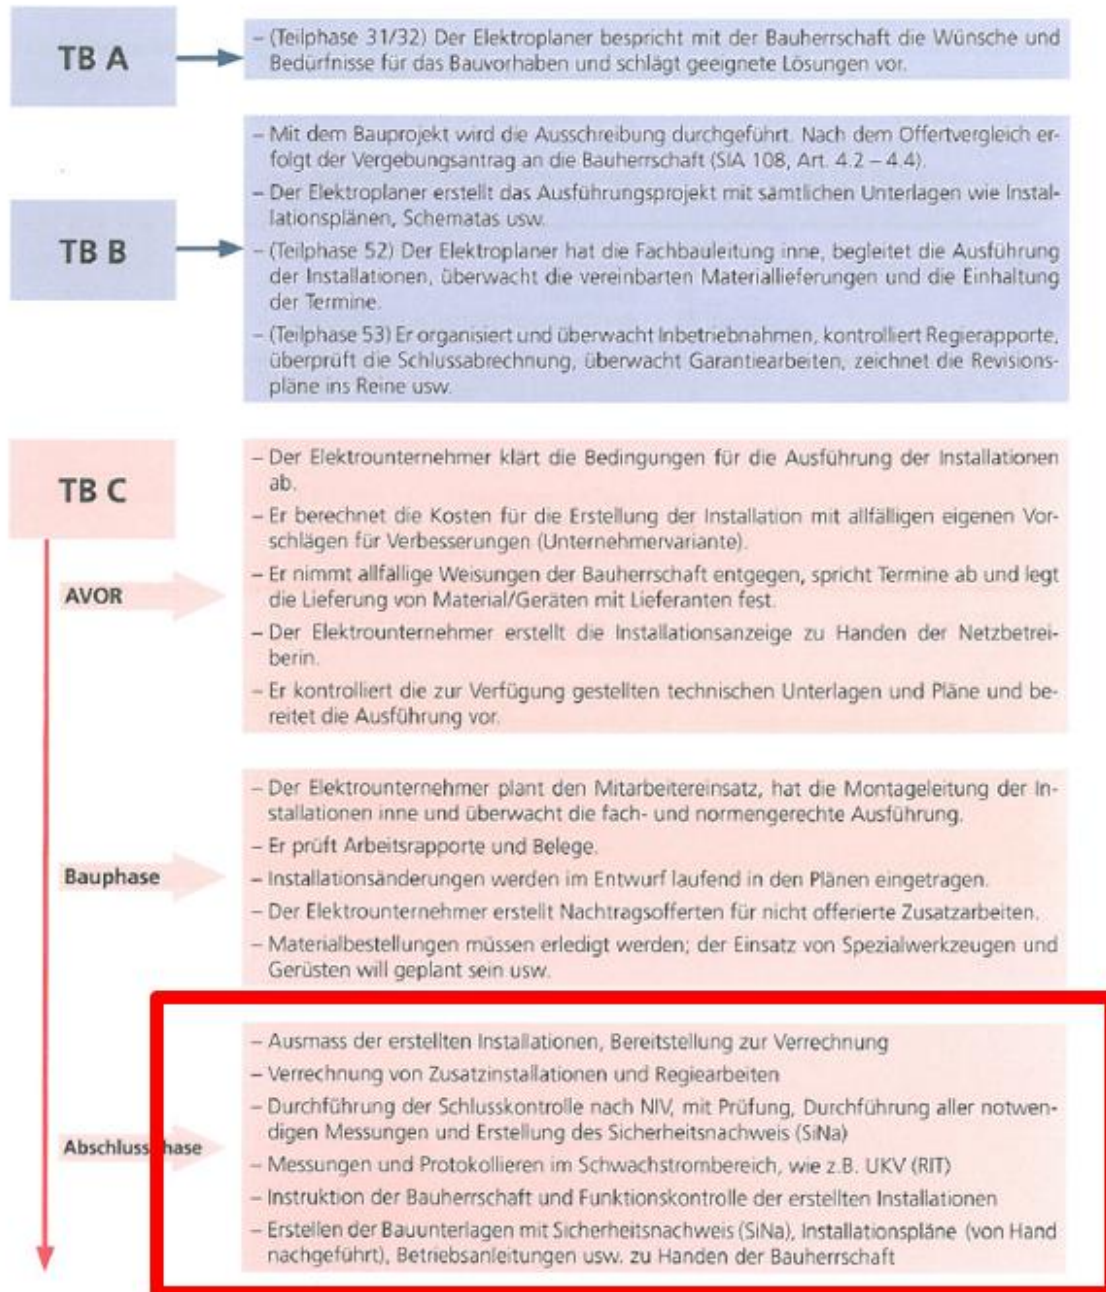 TB A
– (Teilphase 31/32) Der Elektroplaner bespricht mit der Bauherrschaft die Wünsche und
Bedürfnisse für das Bauvorhaben und schlägt geeignete Lösungen vor.
TB B
– Mit dem Bauprojekt wird die Ausschreibung durchgeführt. Nach dem Offertvergleich er-
folgt der Vergebungsantrag an die Bauherrschaft (SIA 108, Art. 4.2 – 4.4).
– Der Elektroplaner erstellt das Ausführungsprojekt mit sämtlichen Unterlagen wie Instal-
lationsplänen, Schematas usw.
– (Teilphase 52) Der Elektroplaner hat die Fachbauleitung inne, begleitet die Ausführung
der Installationen, überwacht die vereinbarten Materiallieferungen und die Einhaltung
der Termine.
– (Teilphase 53) Er organisiert und überwacht Inbetriebnahmen, kontrolliert Regierapporte,
überprüft die Schlussabrechnung, überwacht Garantiearbeiten, zeichnet die Revisions-
pläne ins Reine usw.
TB C
AVOR
– Der Elektrounternehmer klärt die Bedingungen für die Ausführung der Installationen
ab.
– Er berechnet die Kosten für die Erstellung der Installation mit allfälligen eigenen Vor-
schlägen für Verbesserungen (Unternehmervariante).
– Er nimmt allfällige Weisungen der Bauherrschaft entgegen, spricht Termine ab und legt
die Lieferung von Material/Geräten mit Lieferanten fest.
– Der Elektrounternehmer erstellt die Installationsanzeige zu Handen der Netzbetrei-
berin.
– Er kontrolliert die zur Verfügung gestellten technischen Unterlagen und Pläne und be-
reitet die Ausführung vor.
Bauphase
– Der Elektrounternehmer plant den Mitarbeitereinsatz, hat die Montageleitung der In-
stallationen inne und überwacht die fach- und normengerechte Ausführung.
– Er prüft Arbeitsrapporte und Belege.
– Installationsänderungen werden im Entwurf laufend in den Plänen eingetragen.
– Der Elektrounternehmer erstellt Nachtragsofferten für nicht offerierte Zusatzarbeiten.
– Materialbestellungen müssen erledigt werden; der Einsatz von Spezialwerkzeugen und
Gerüsten will geplant sein usw.
Abschlussphase
– Ausmass der erstellten Installationen, Bereitstellung zur Verrechnung
– Verrechnung von Zusatzinstallationen und Regiearbeiten
– Durchführung der Schlusskontrolle nach NIV, mit Prüfung, Durchführung aller notwen-
digen Messungen und Erstellung des Sicherheitsnachweis (SiNa)
– Messungen und Protokollieren im Schwachstrombereich, wie z.B. UKV (RIT)
– Instruktion der Bauherrschaft und Funktionskontrolle der erstellten Installationen
– Erstellen der Bauunterlagen mit Sicherheitsnachweis (SiNa), Installationspläne (von Hand
nachgeführt), Betriebsanleitungen usw. zu Handen der Bauherrschaft